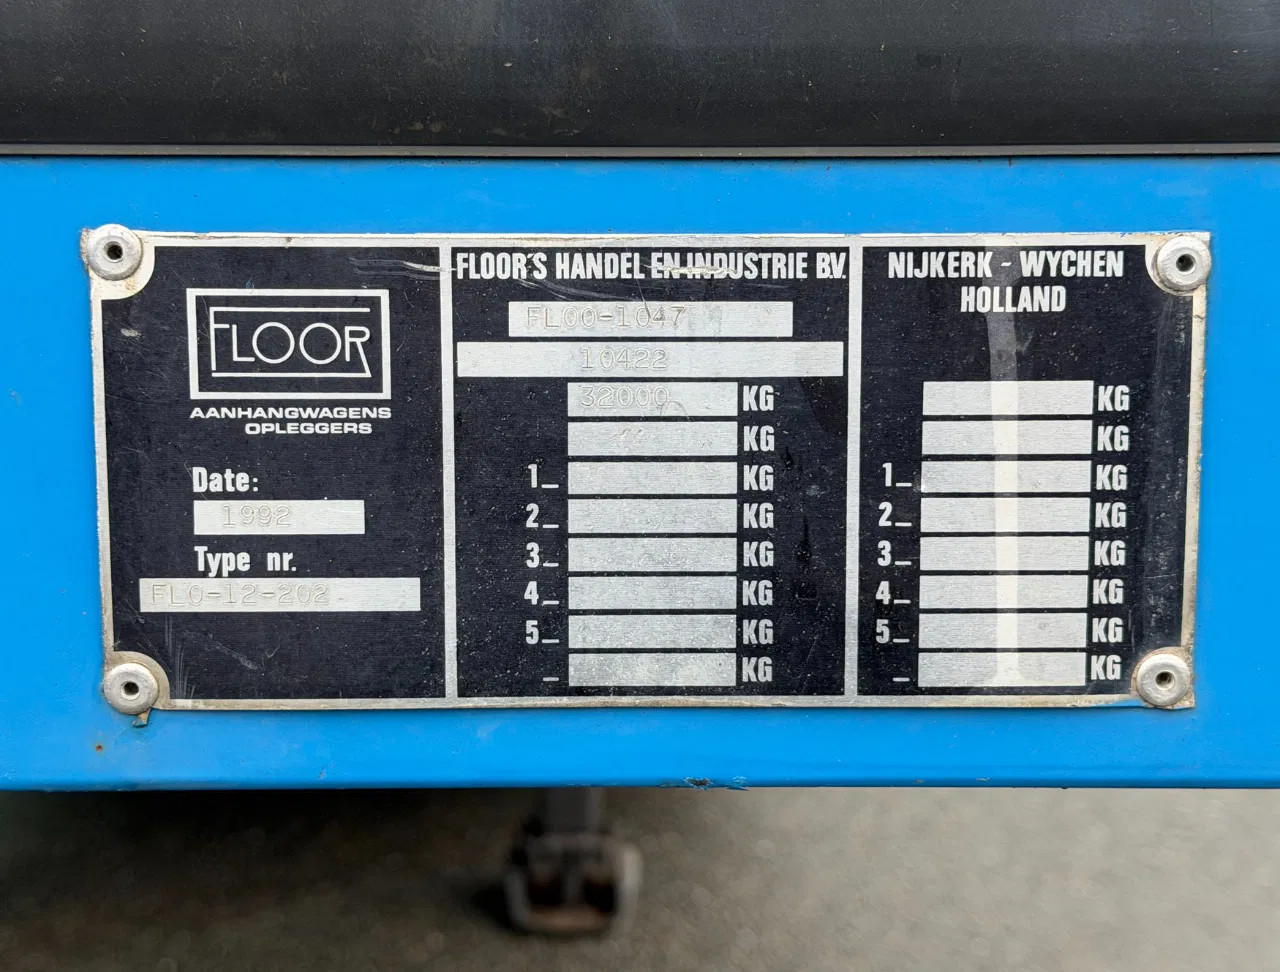 FLOOR
AANHANGWAGENS
OPLEGGERS
Date:
1992
Type nr.
FLO-12-202
FLOOR'S HANDEL EN INDUSTRIE BV.
FL00-1047
10422
32000 KG
KG
1_ KG
2_ KG
3_ KG
4_ KG
5_ KG
_ KG
NIJKERK - WYCHEN
HOLLAND
KG
KG
1_ KG
2_ KG
3_ KG
4_ KG
5_ KG
_ KG